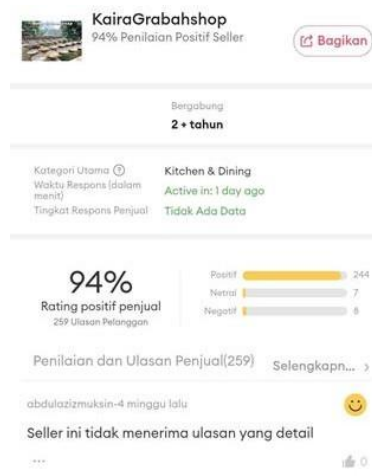 KairaGrabahshop
94% Penilaian Positif Seller
Bagikan
Bergabung
2 + tahun
Kategori Utama ?
Kitchen & Dining
Waktu Respons (dalam
menit)
Active in: 1 day ago
Tingkat Respons Penjual
Tidak Ada Data
94%
Rating positif penjual
259 Ulasan Pelanggan
Positif 244
Netral 7
Negatif 8
Penilaian dan Ulasan Penjual(259)
Selengkapn... >
abdulazizmuksin-4 minggu lalu
Seller ini tidak menerima ulasan yang detail
...
0